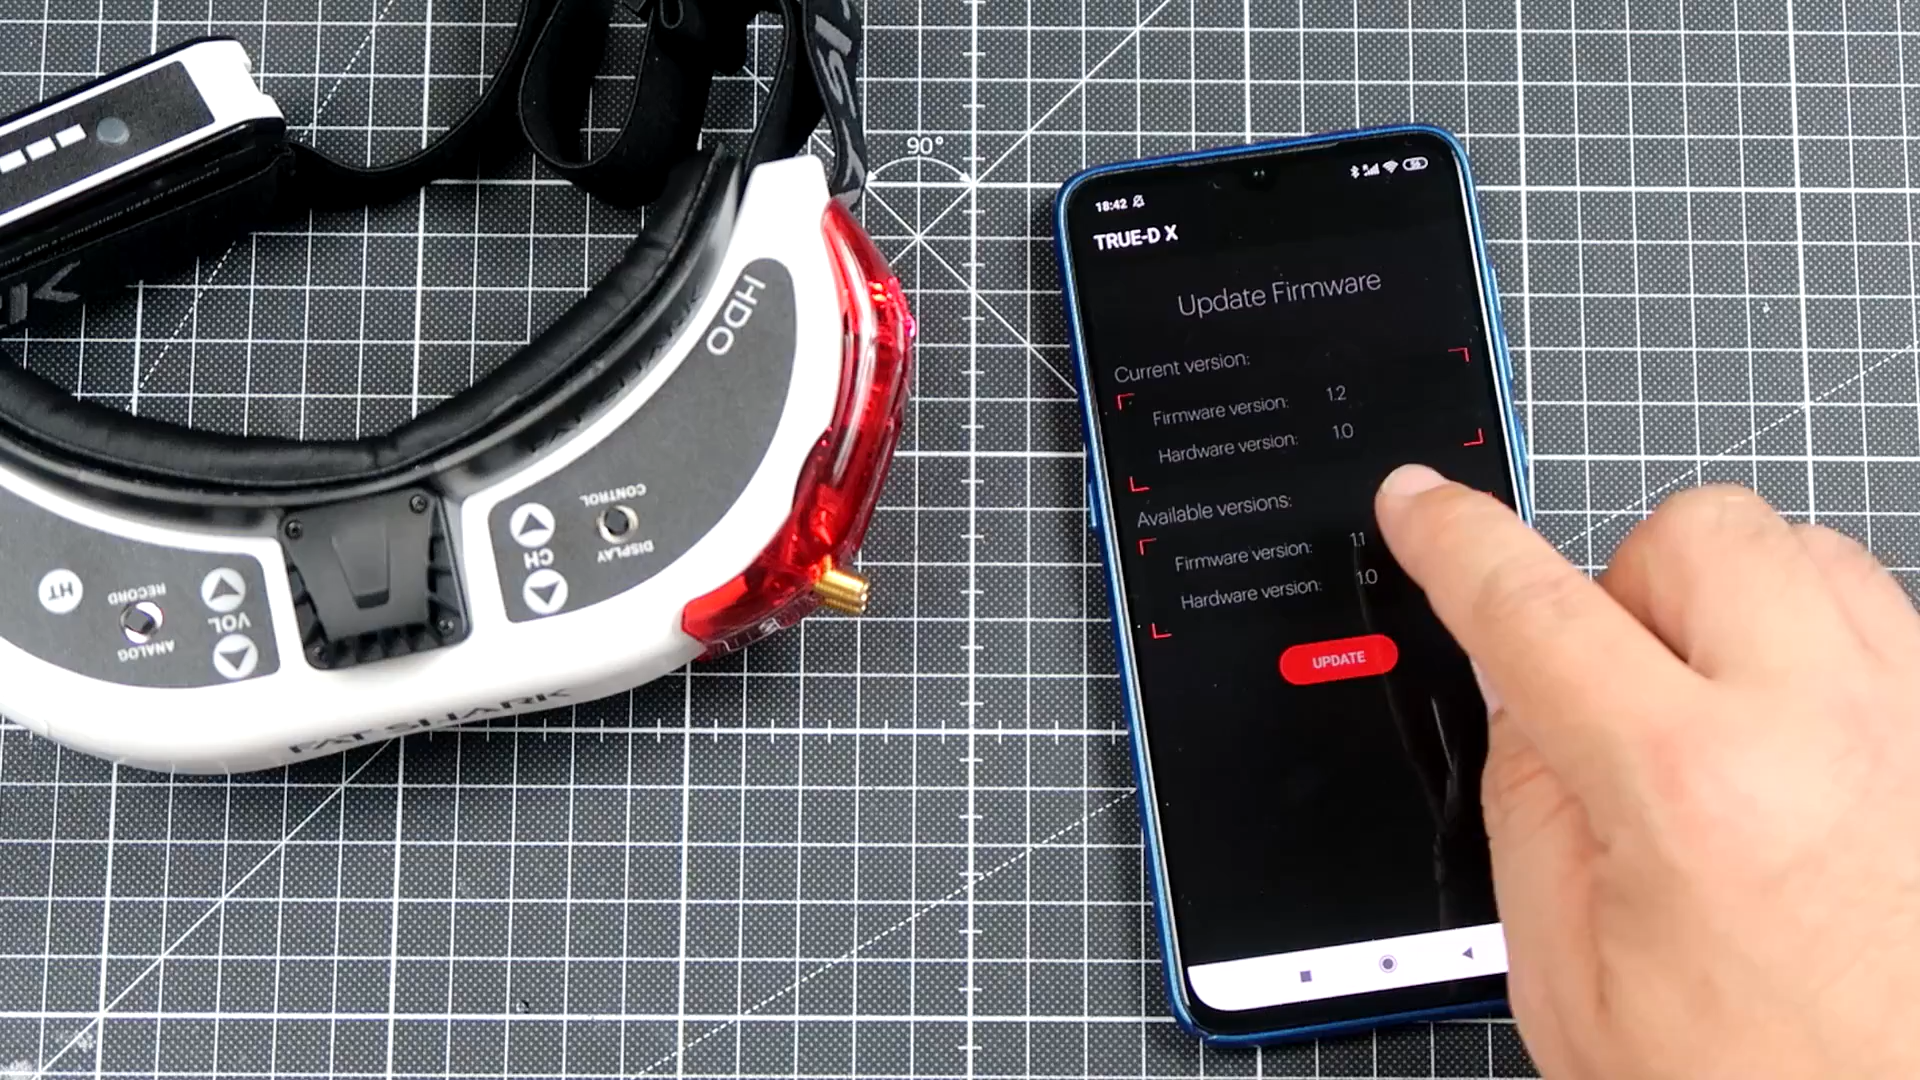 90°
18:42
TRUE-D X
Update Firmware
Current version:
Firmware version: 1.2
Hardware version: 1.0
Available versions:
Firmware version: 1.1
Hardware version: 1.0
UPDATE
HDO
CONTROL
DISPLAY
CH
HT
RECORD
ANALOG
VOL
FAT SHARK